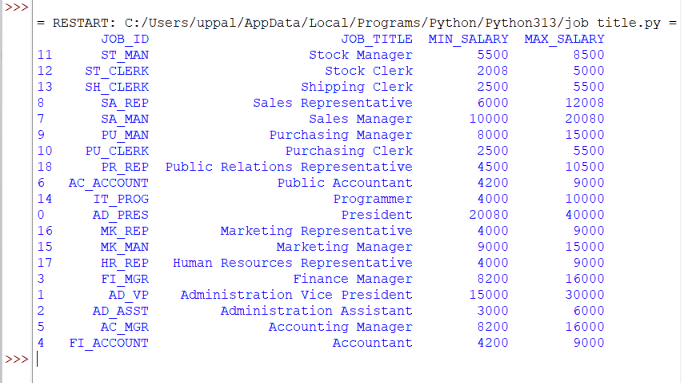 >>>
= RESTART: C:/Users/uppal/AppData/Local/Programs/Python/Python313/job title.py =
JOB_ID JOB_TITLE MIN_SALARY MAX_SALARY
11 ST_MAN Stock Manager 5500 8500
12 ST_CLERK Stock Clerk 2008 5000
13 SH_CLERK Shipping Clerk 2500 5500
8 SA_REP Sales Representative 6000 12008
7 SA_MAN Sales Manager 10000 20080
9 PU_MAN Purchasing Manager 8000 15000
10 PU_CLERK Purchasing Clerk 2500 5500
18 PR_REP Public Relations Representative 4500 10500
6 AC_ACCOUNT Public Accountant 4200 9000
14 IT_PROG Programmer 4000 10000
0 AD_PRES President 20080 40000
16 MK_REP Marketing Representative 4000 9000
15 MK_MAN Marketing Manager 9000 15000
17 HR_REP Human Resources Representative 4000 9000
3 FI_MGR Finance Manager 8200 16000
1 AD_VP Administration Vice President 15000 30000
2 AD_ASST Administration Assistant 3000 6000
5 AC_MGR Accounting Manager 8200 16000
4 FI_ACCOUNT Accountant 4200 9000
>>>